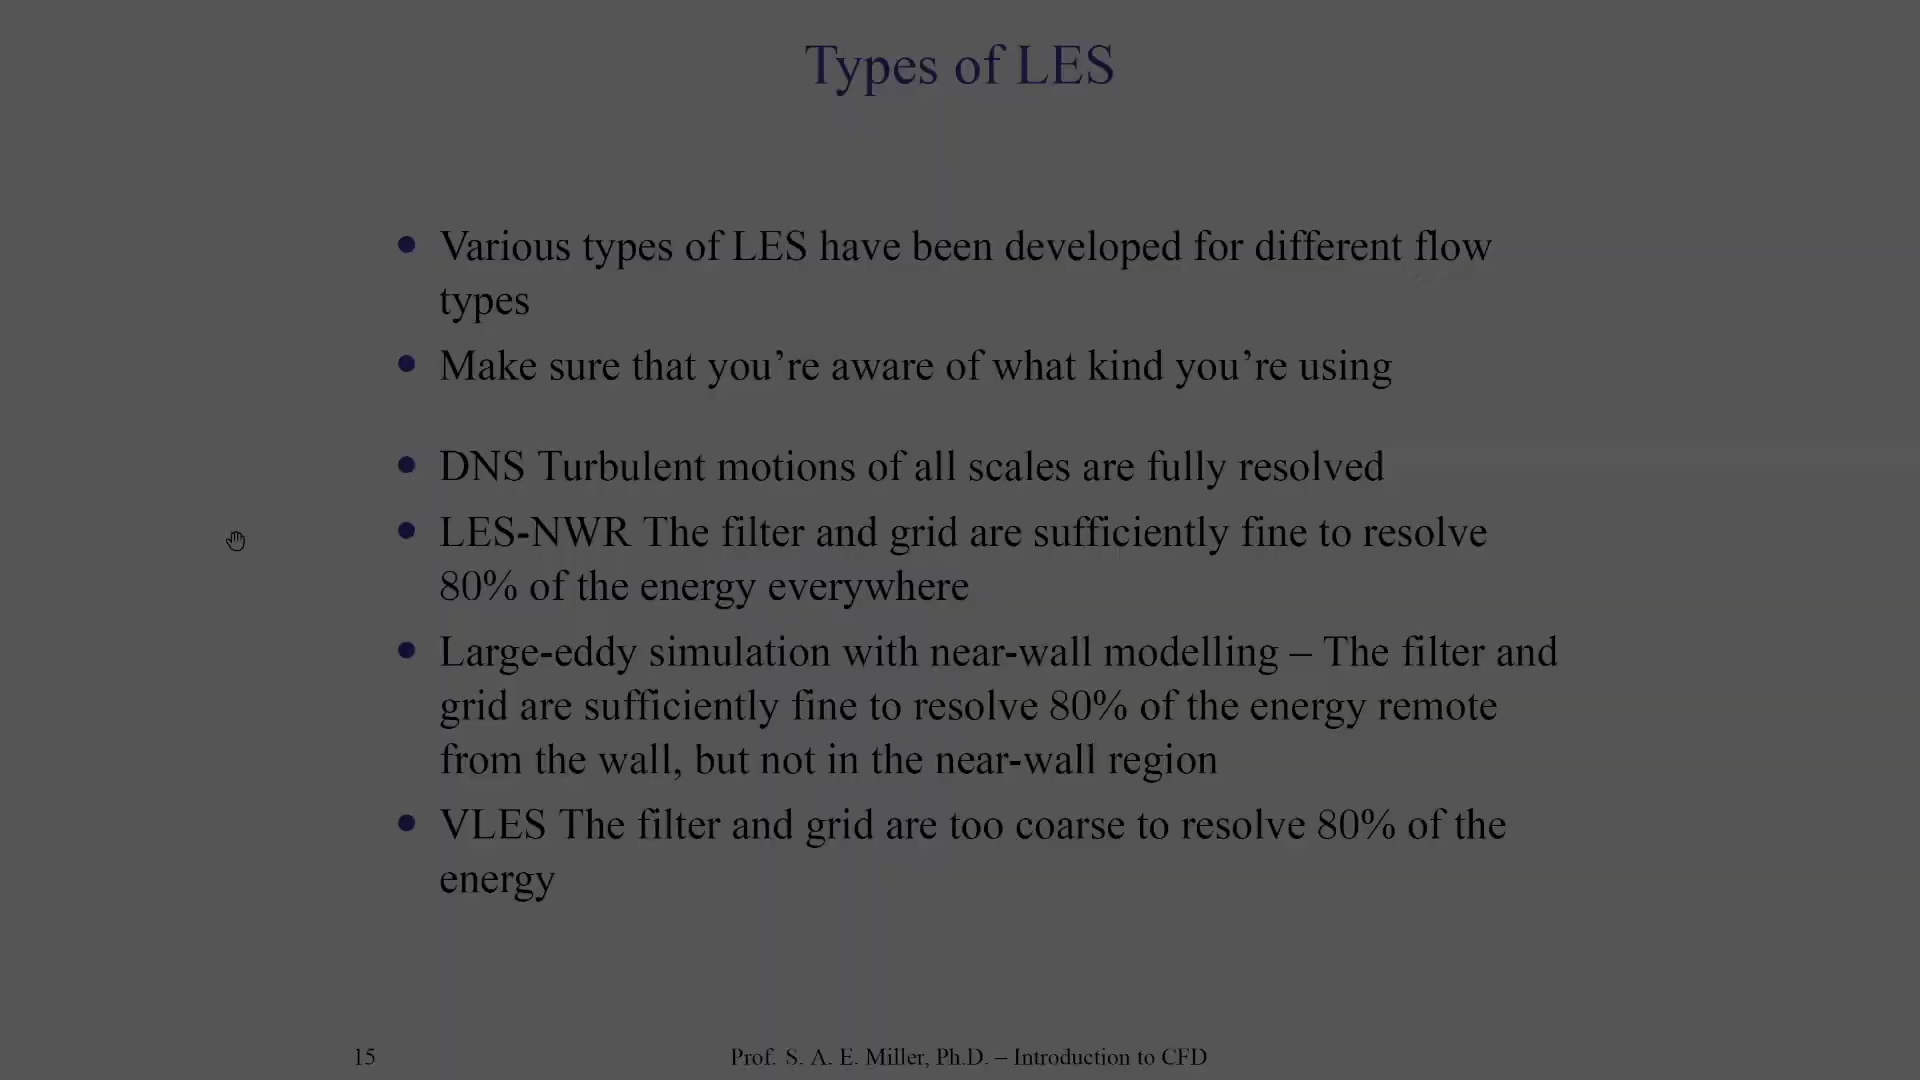 Types of LES
• Various types of LES have been developed for different flow
types
• Make sure that you’re aware of what kind you’re using
• DNS Turbulent motions of all scales are fully resolved
• LES-NWR The filter and grid are sufficiently fine to resolve
80% of the energy everywhere
• Large-eddy simulation with near-wall modelling – The filter and
grid are sufficiently fine to resolve 80% of the energy remote
from the wall, but not in the near-wall region
• VLES The filter and grid are too coarse to resolve 80% of the
energy
15 Prof. S. A. E. Miller, Ph.D. – Introduction to CFD